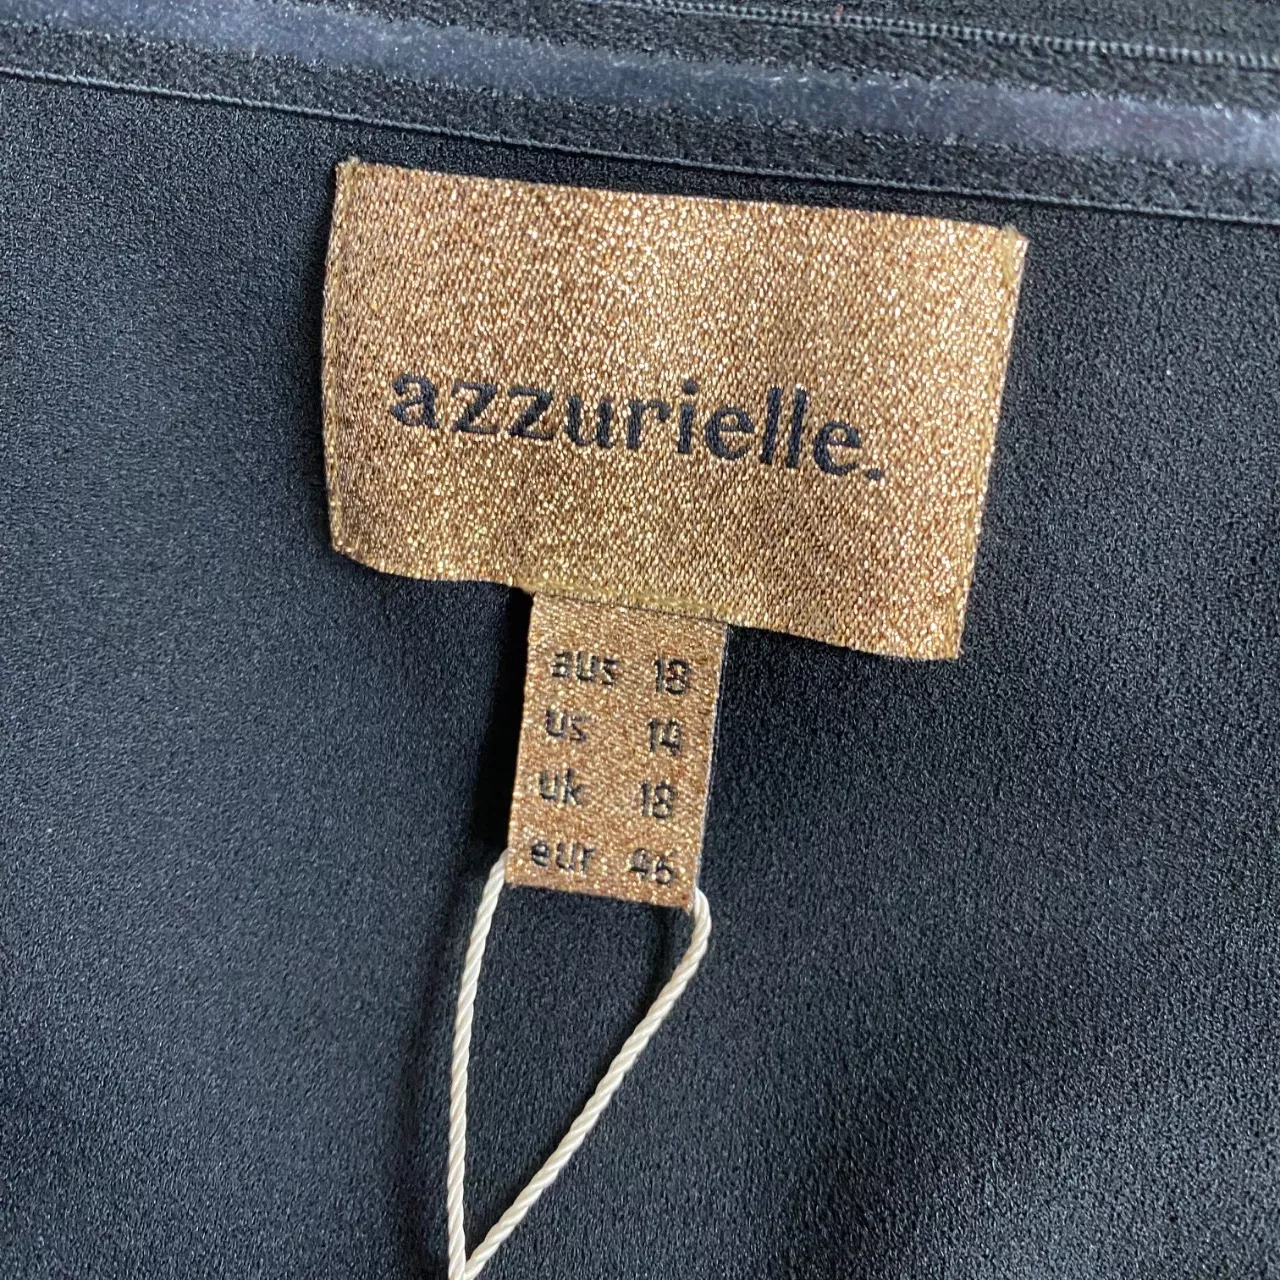 azzurielle.
aus 18
us 14
uk 18
eur 46